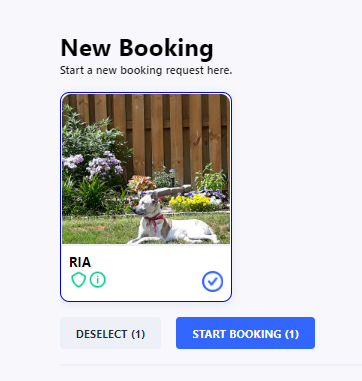 New Booking
Start a new booking request here.
RIA
DESELECT (1)
START BOOKING (1)